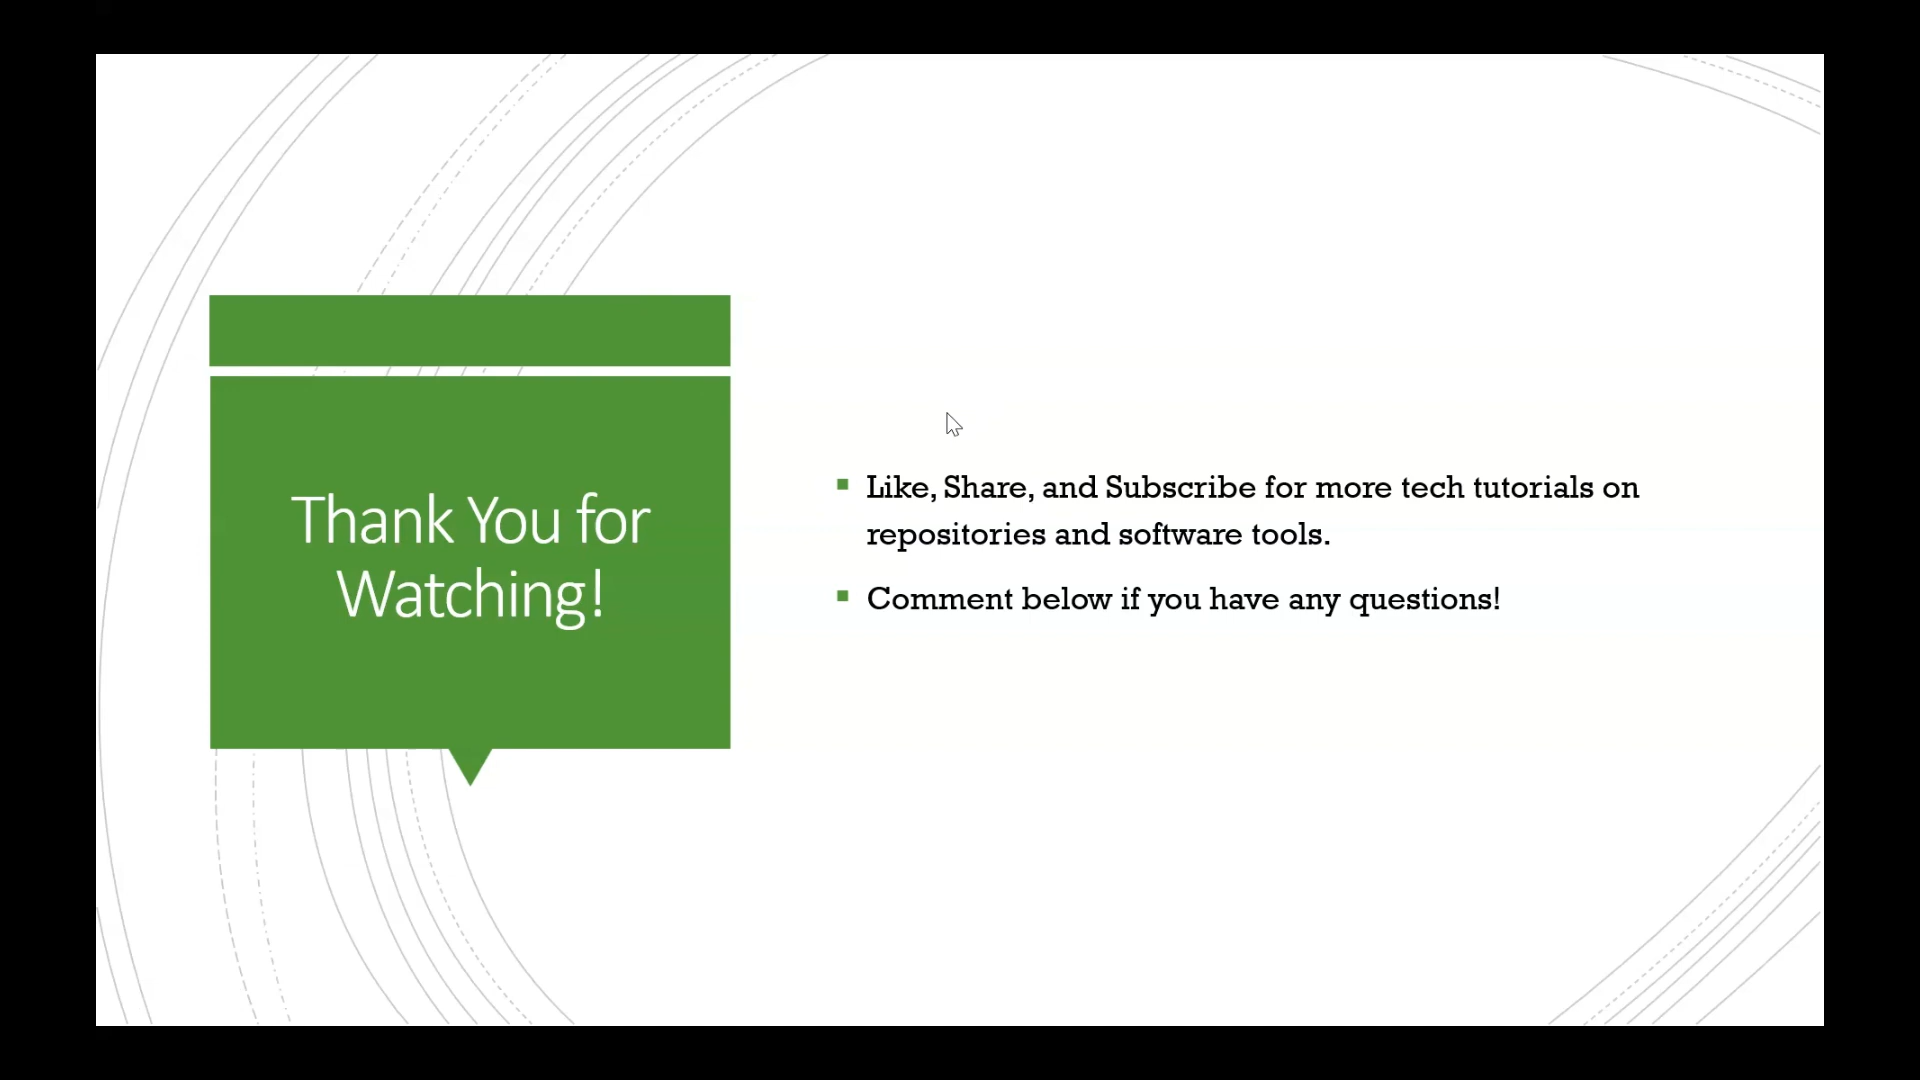 Thank You for
Watching!
Like, Share, and Subscribe for more tech tutorials on
repositories and software tools.
Comment below if you have any questions!